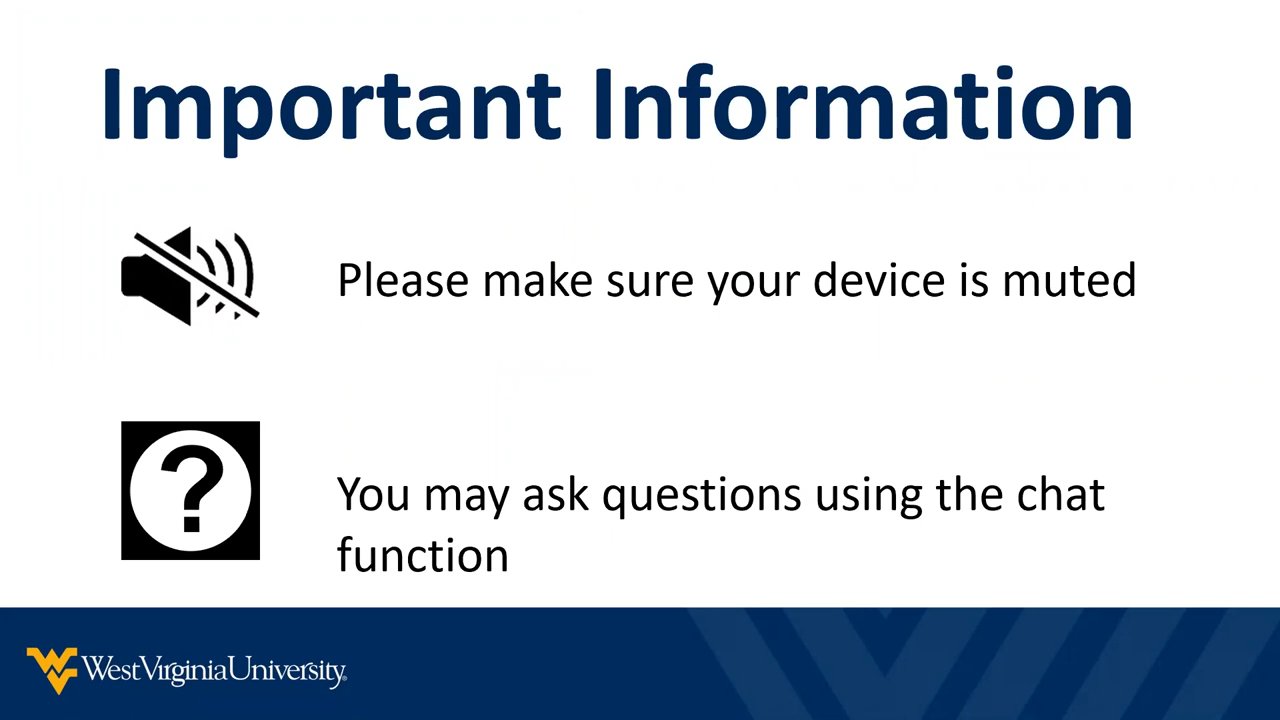 Important Information
Please make sure your device is muted
?
You may ask questions using the chat
function
WestVirginiaUniversity®